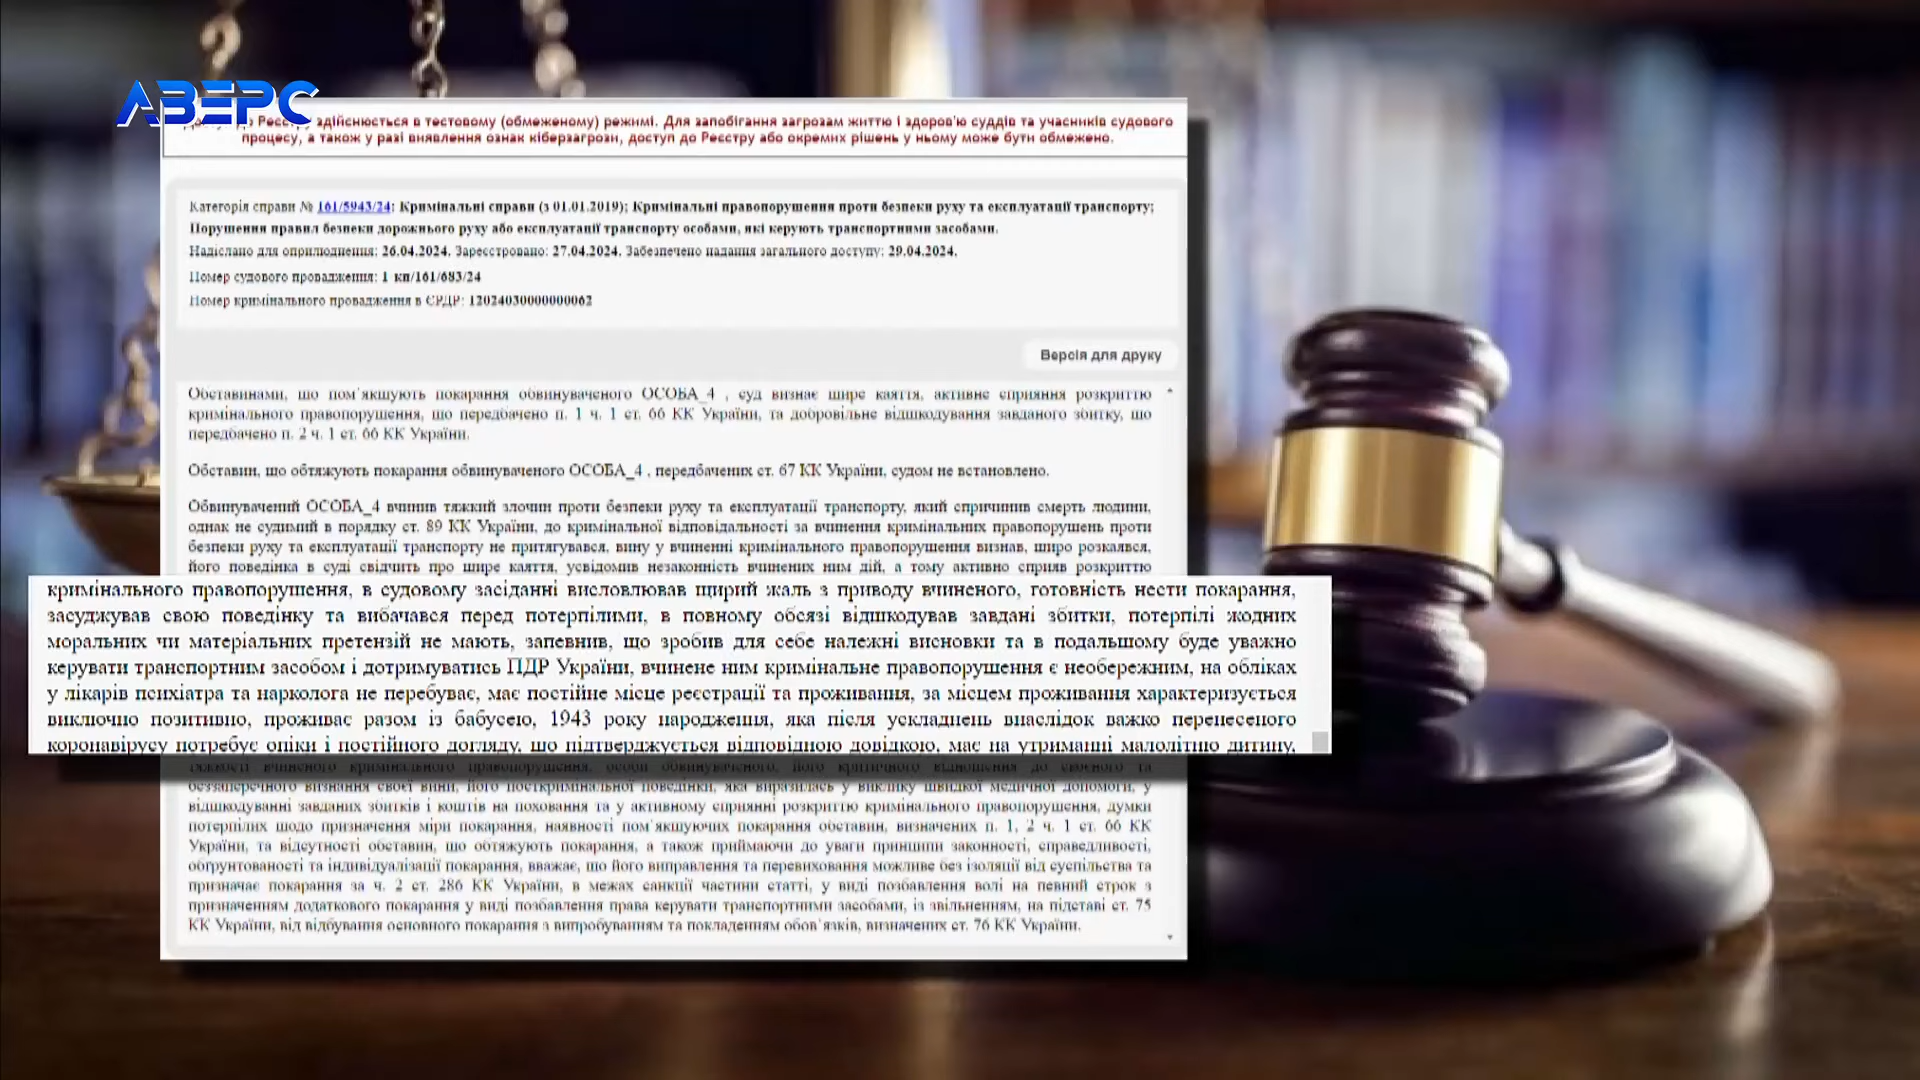 АВЕРС
здійснюється в тестовому (обмеженому) режимі. Для запобігання загрозам життю і здоров'ю суддів та учасників судового
процесу, а також у разі виявлення ознак кіберзагрози, доступ до Реєстру або окремих рішень у ньому може бути обмежено.
Категорія справи № 161/5943/24: Кримінальні справи (з 01.01.2019); Кримінальні правопорушення проти безпеки руху та експлуатації транспорту;
Порушення правил безпеки дорожнього руху або експлуатації транспорту особами, які керують транспортними засобами.
Надіслано для оприлюднення: 26.04.2024. Зареєстровано: 27.04.2024. Забезпечено надання загального доступу: 29.04.2024.
Номер судового провадження: 1 кп/161/683/24
Номер кримінального провадження в ЄРДР: 12024030000000062
Версія для друку
Обставинами, що пом`якшують покарання обвинуваченого ОСОБА_4 , суд визнає щире каяття, активне сприяння розкриттю
кримінального правопорушення, що передбачено п. 1 ч. 1 ст. 66 КК України, та добровільне відшкодування завданого збитку, що
передбачено п. 2 ч. 1 ст. 66 КК України.
Обставин, що обтяжують покарання обвинуваченого ОСОБА_4 , передбачених ст. 67 КК України, судом не встановлено.
Обвинувачений ОСОБА_4 вчинив тяжкий злочин проти безпеки руху та експлуатації транспорту, який спричинив смерть людини,
однак не судимий в порядку ст. 89 КК України, до кримінальної відповідальності за вчинення кримінальних правопорушень проти
безпеки руху та експлуатації транспорту не притягувався, вину у вчиненні кримінального правопорушення визнав, щиро розкаявся,
його поведінка в суді свідчить про щире каяття, усвідомив незаконність вчинених ним дій, а тому активно сприяв розкриттю
кримінального правопорушення, в судовому засіданні висловлював щирий жаль з приводу вчиненого, готовність нести покарання,
засуджував свою поведінку та вибачався перед потерпілими, в повному обсязі відшкодував завдані збитки, потерпілі жодних
моральних чи матеріальних претензій не мають, запевнив, що зробив для себе належні висновки та в подальшому буде уважно
керувати транспортним засобом і дотримуватись ПДР України, вчинене ним кримінальне правопорушення є необережним, на обліках
у лікарів психіатра та нарколога не перебуває, має постійне місце реєстрації та проживання, за місцем проживання характеризується
виключно позитивно, проживає разом із бабусею, 1943 року народження, яка після ускладнень внаслідок важко перенесеного
коронавірусу потребує опіки і постійного догляду, що підтверджується відповідною довідкою, має на утриманні малолітню дитину,
тяжкості вчиненого кримінального правопорушення, особи обвинуваченого, його критичного відношення до своєного та
беззаперечного визнання своєї вини, його посткримінальної поведінки, яка виразилась у виклику швидкої медичної допомоги, у
відшкодуванні завданих збитків і коштів на поховання та у активному сприянні розкриттю кримінального правопорушення, думки
потерпілих щодо призначення міри покарання, наявності пом`якшуючих покарання обставин, визначених п. 1, 2 ч. 1 ст. 66 КК
України, та відсутності обставин, що обтяжують покарання, а також приймаючи до уваги принципи законності, справедливості,
обґрунтованості та індивідуалізації покарання, вважає, що його виправлення та перевиховання можливе без ізоляції від суспільства та
призначає покарання за ч. 2 ст. 286 КК України, в межах санкції частини статті, у виді позбавлення волі на певний строк з
призначенням додаткового покарання у виді позбавлення права керувати транспортними засобами, із звільненням, на підставі ст. 75
КК України, від відбування основного покарання з випробуванням та покладенням обов`язків, визначених ст. 76 КК України.